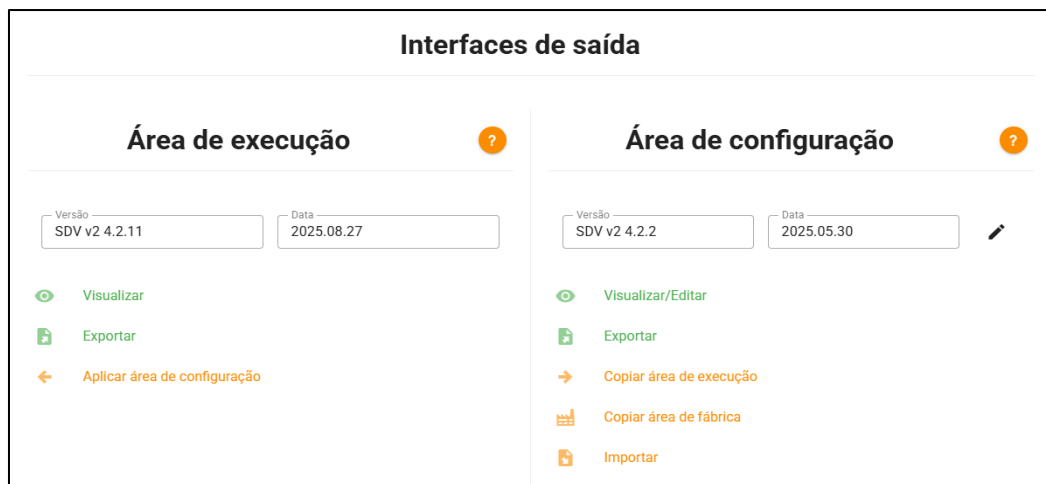 Interfaces de saída
Área de execução
?
Versão
SDV v2 4.2.11
Data
2025.08.27
Visualizar
Exportar
Aplicar área de configuração
Área de configuração
?
Versão
SDV v2 4.2.2
Data
2025.05.30
Visualizar/Editar
Exportar
Copiar área de execução
Copiar área de fábrica
Importar